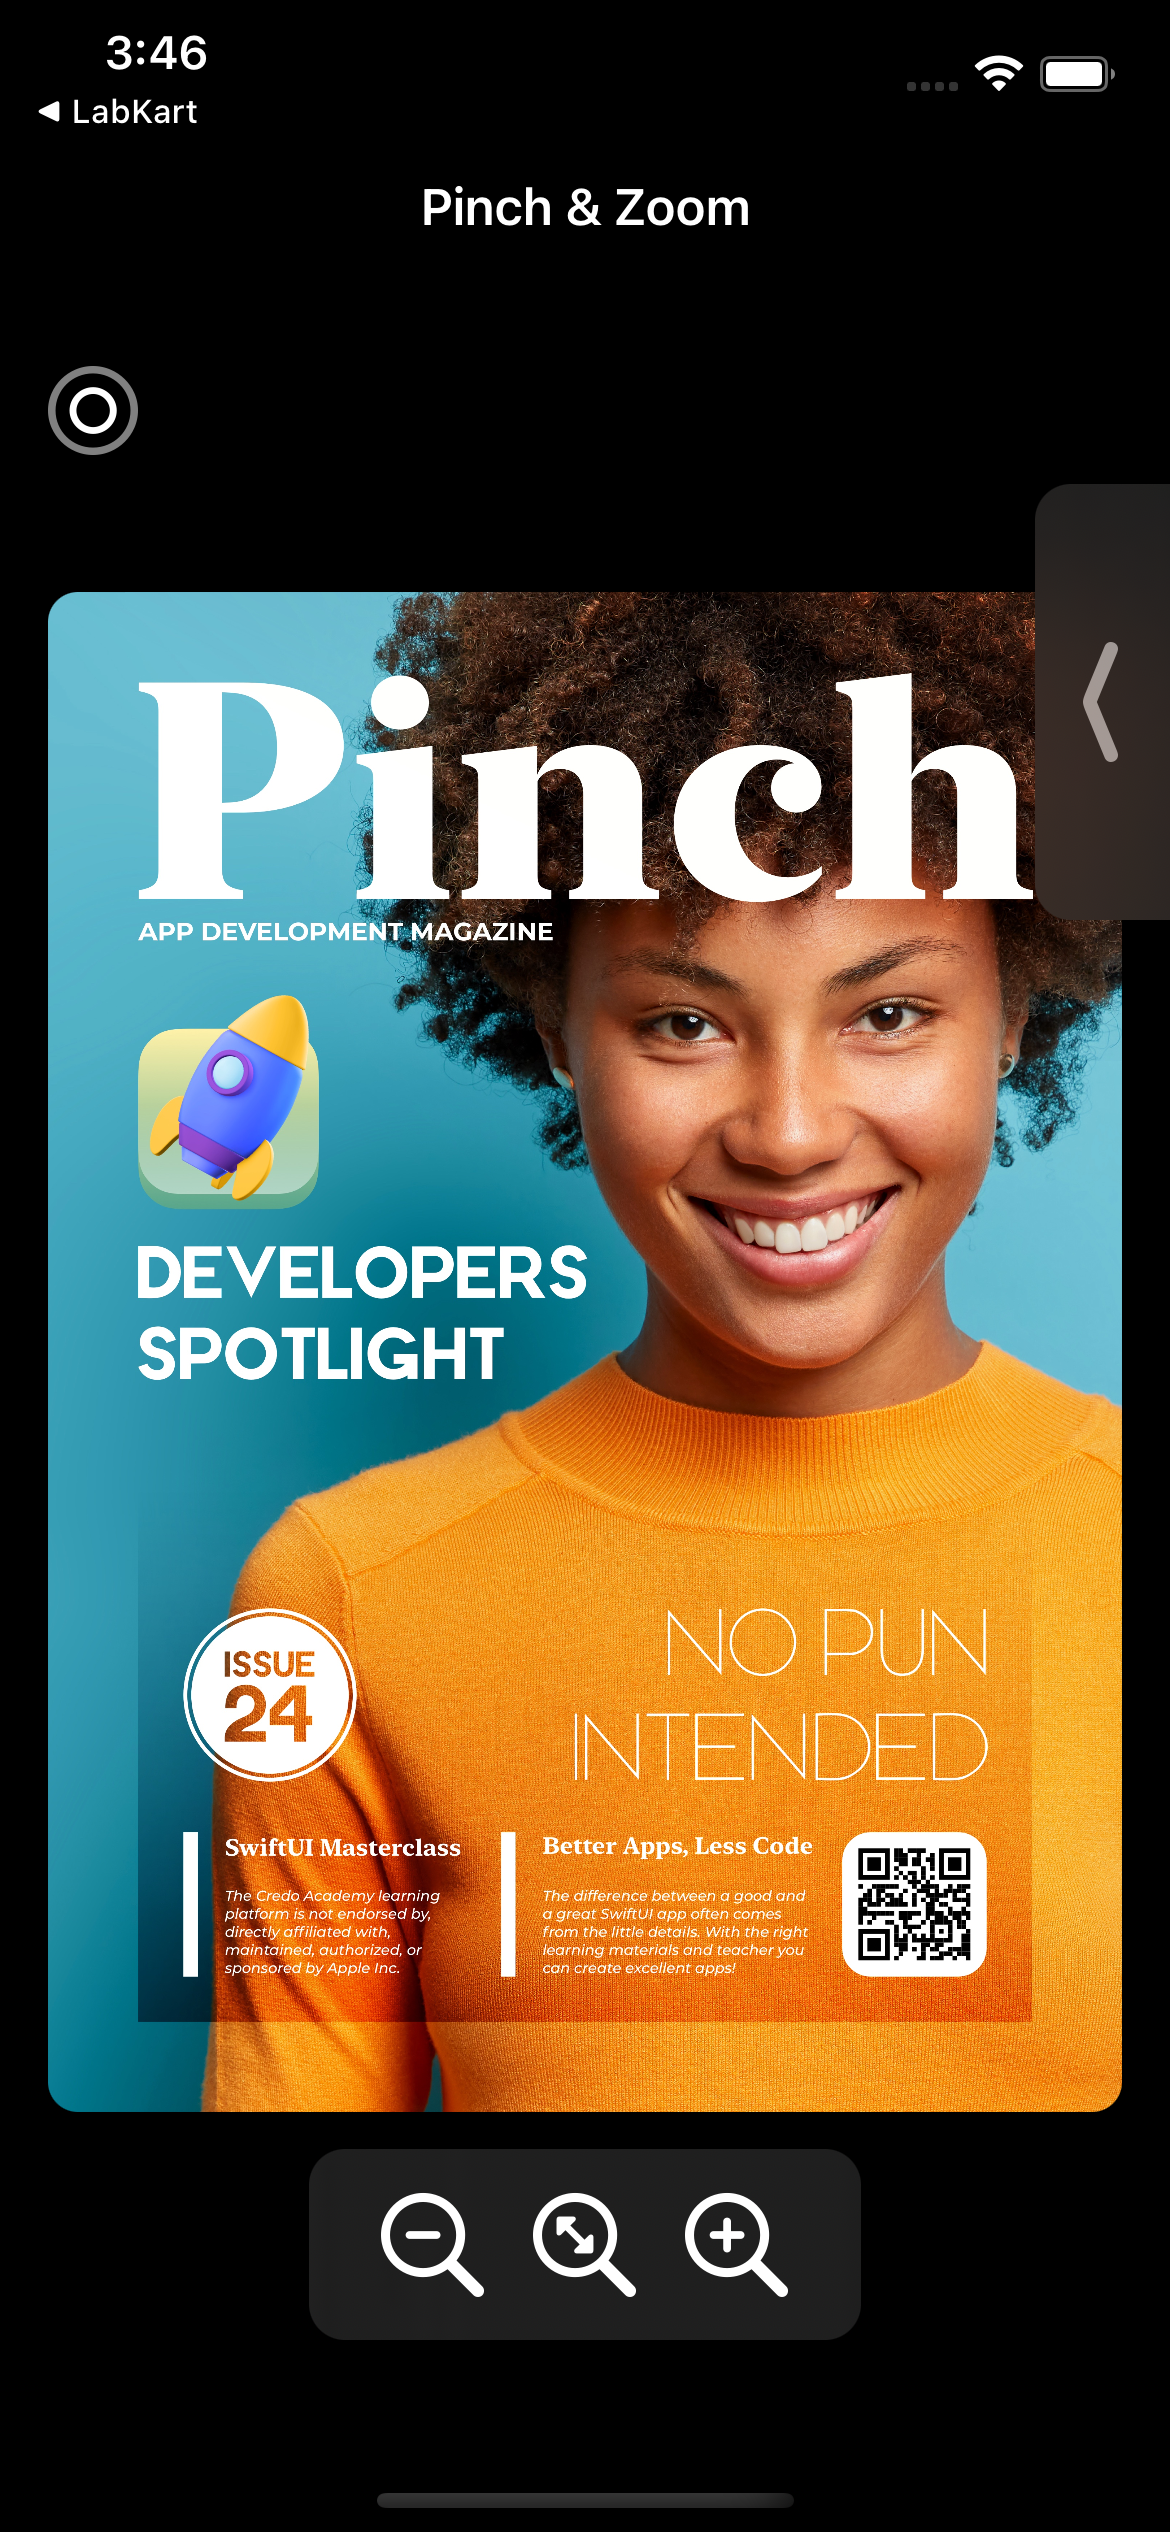 3:46
LabKart
Pinch & Zoom
Pinch
APP DEVELOPMENT MAGAZINE
DEVELOPERS
SPOTLIGHT
ISSUE
24
NO PUN
INTENDED
SwiftUI Masterclass
The Credo Academy learning
platform is not endorsed by,
directly affiliated with,
maintained, authorized, or
sponsored by Apple Inc.
Better Apps, Less Code
The difference between a good and
a great SwiftUI app often comes
from the little details. With the right
learning materials and teacher you
can create excellent apps!